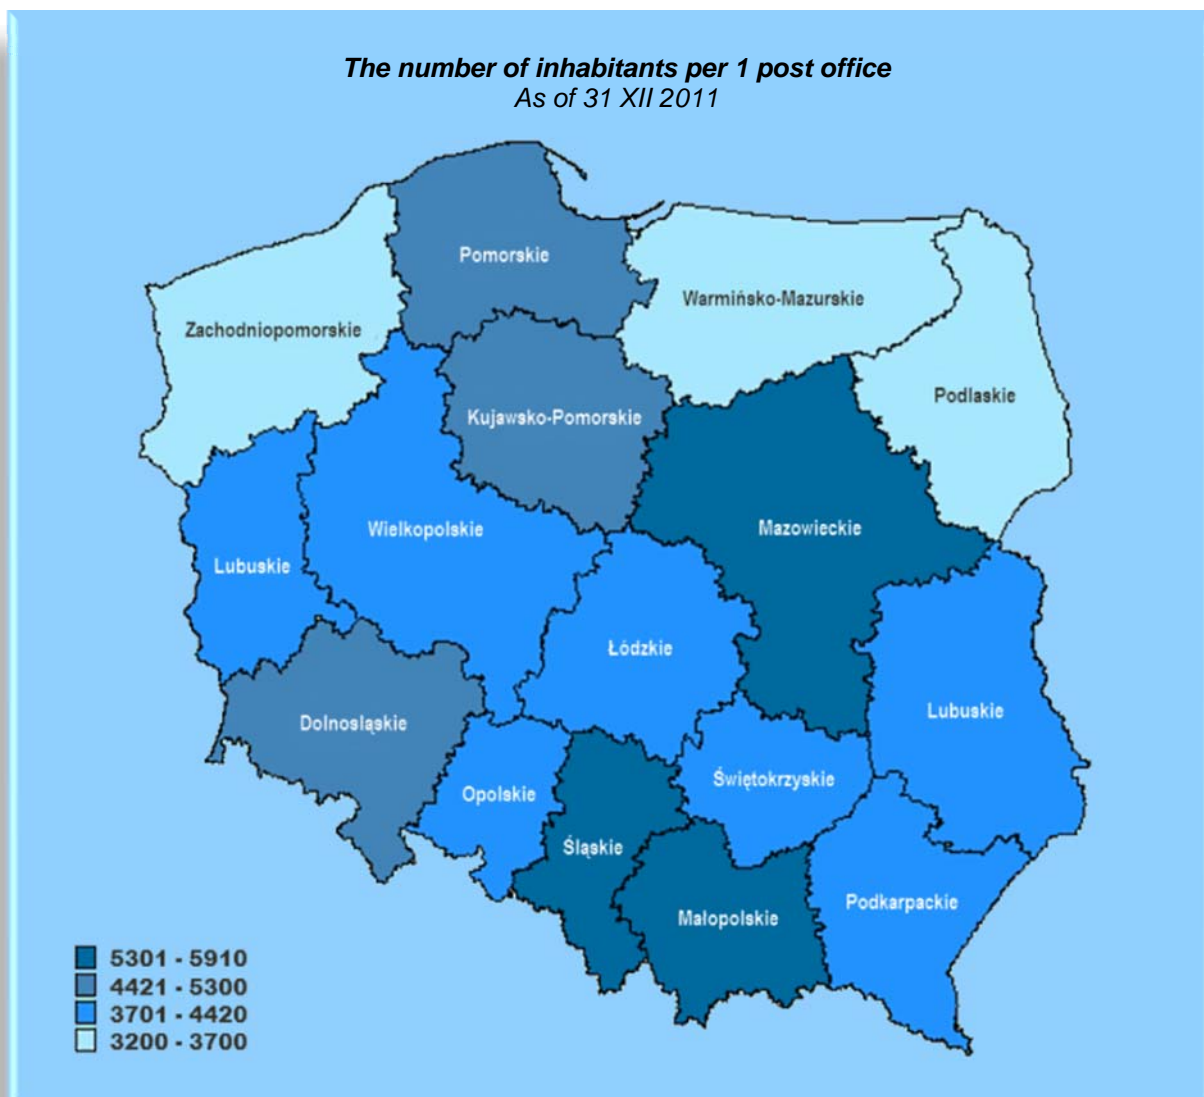 The number of inhabitants per 1 post office
As of 31 XII 2011
Pomorskie
Warmińsko-Mazurskie
Zachodniopomorskie
Podlaskie
Kujawsko-Pomorskie
Mazowieckie
Wielkopolskie
Lubuskie
Łódzkie
Lubuskie
Dolnosląskie
Świętokrzyskie
Opolskie
Śląskie
Podkarpackie
Małopolskie
5301 - 5910
4421 - 5300
3701 - 4420
3200 - 3700